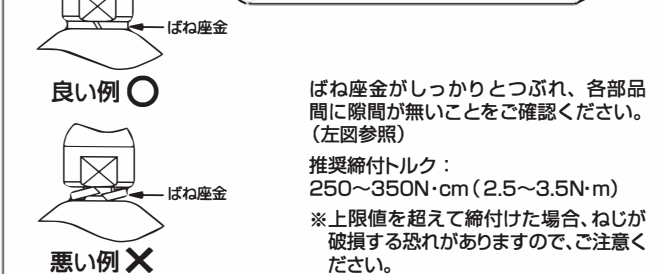 ばね座金
良い例 ○
ばね座金がしっかりとつぶれ、各部品
間に隙間が無いことをご確認ください。
（左図参照）
推奨締付トルク：
250～350N･cm（2.5～3.5N･m）
※上限値を超えて締付けた場合、ねじが
破損する恐れがありますので、ご注意く
ださい。
ばね座金
悪い例 ✕